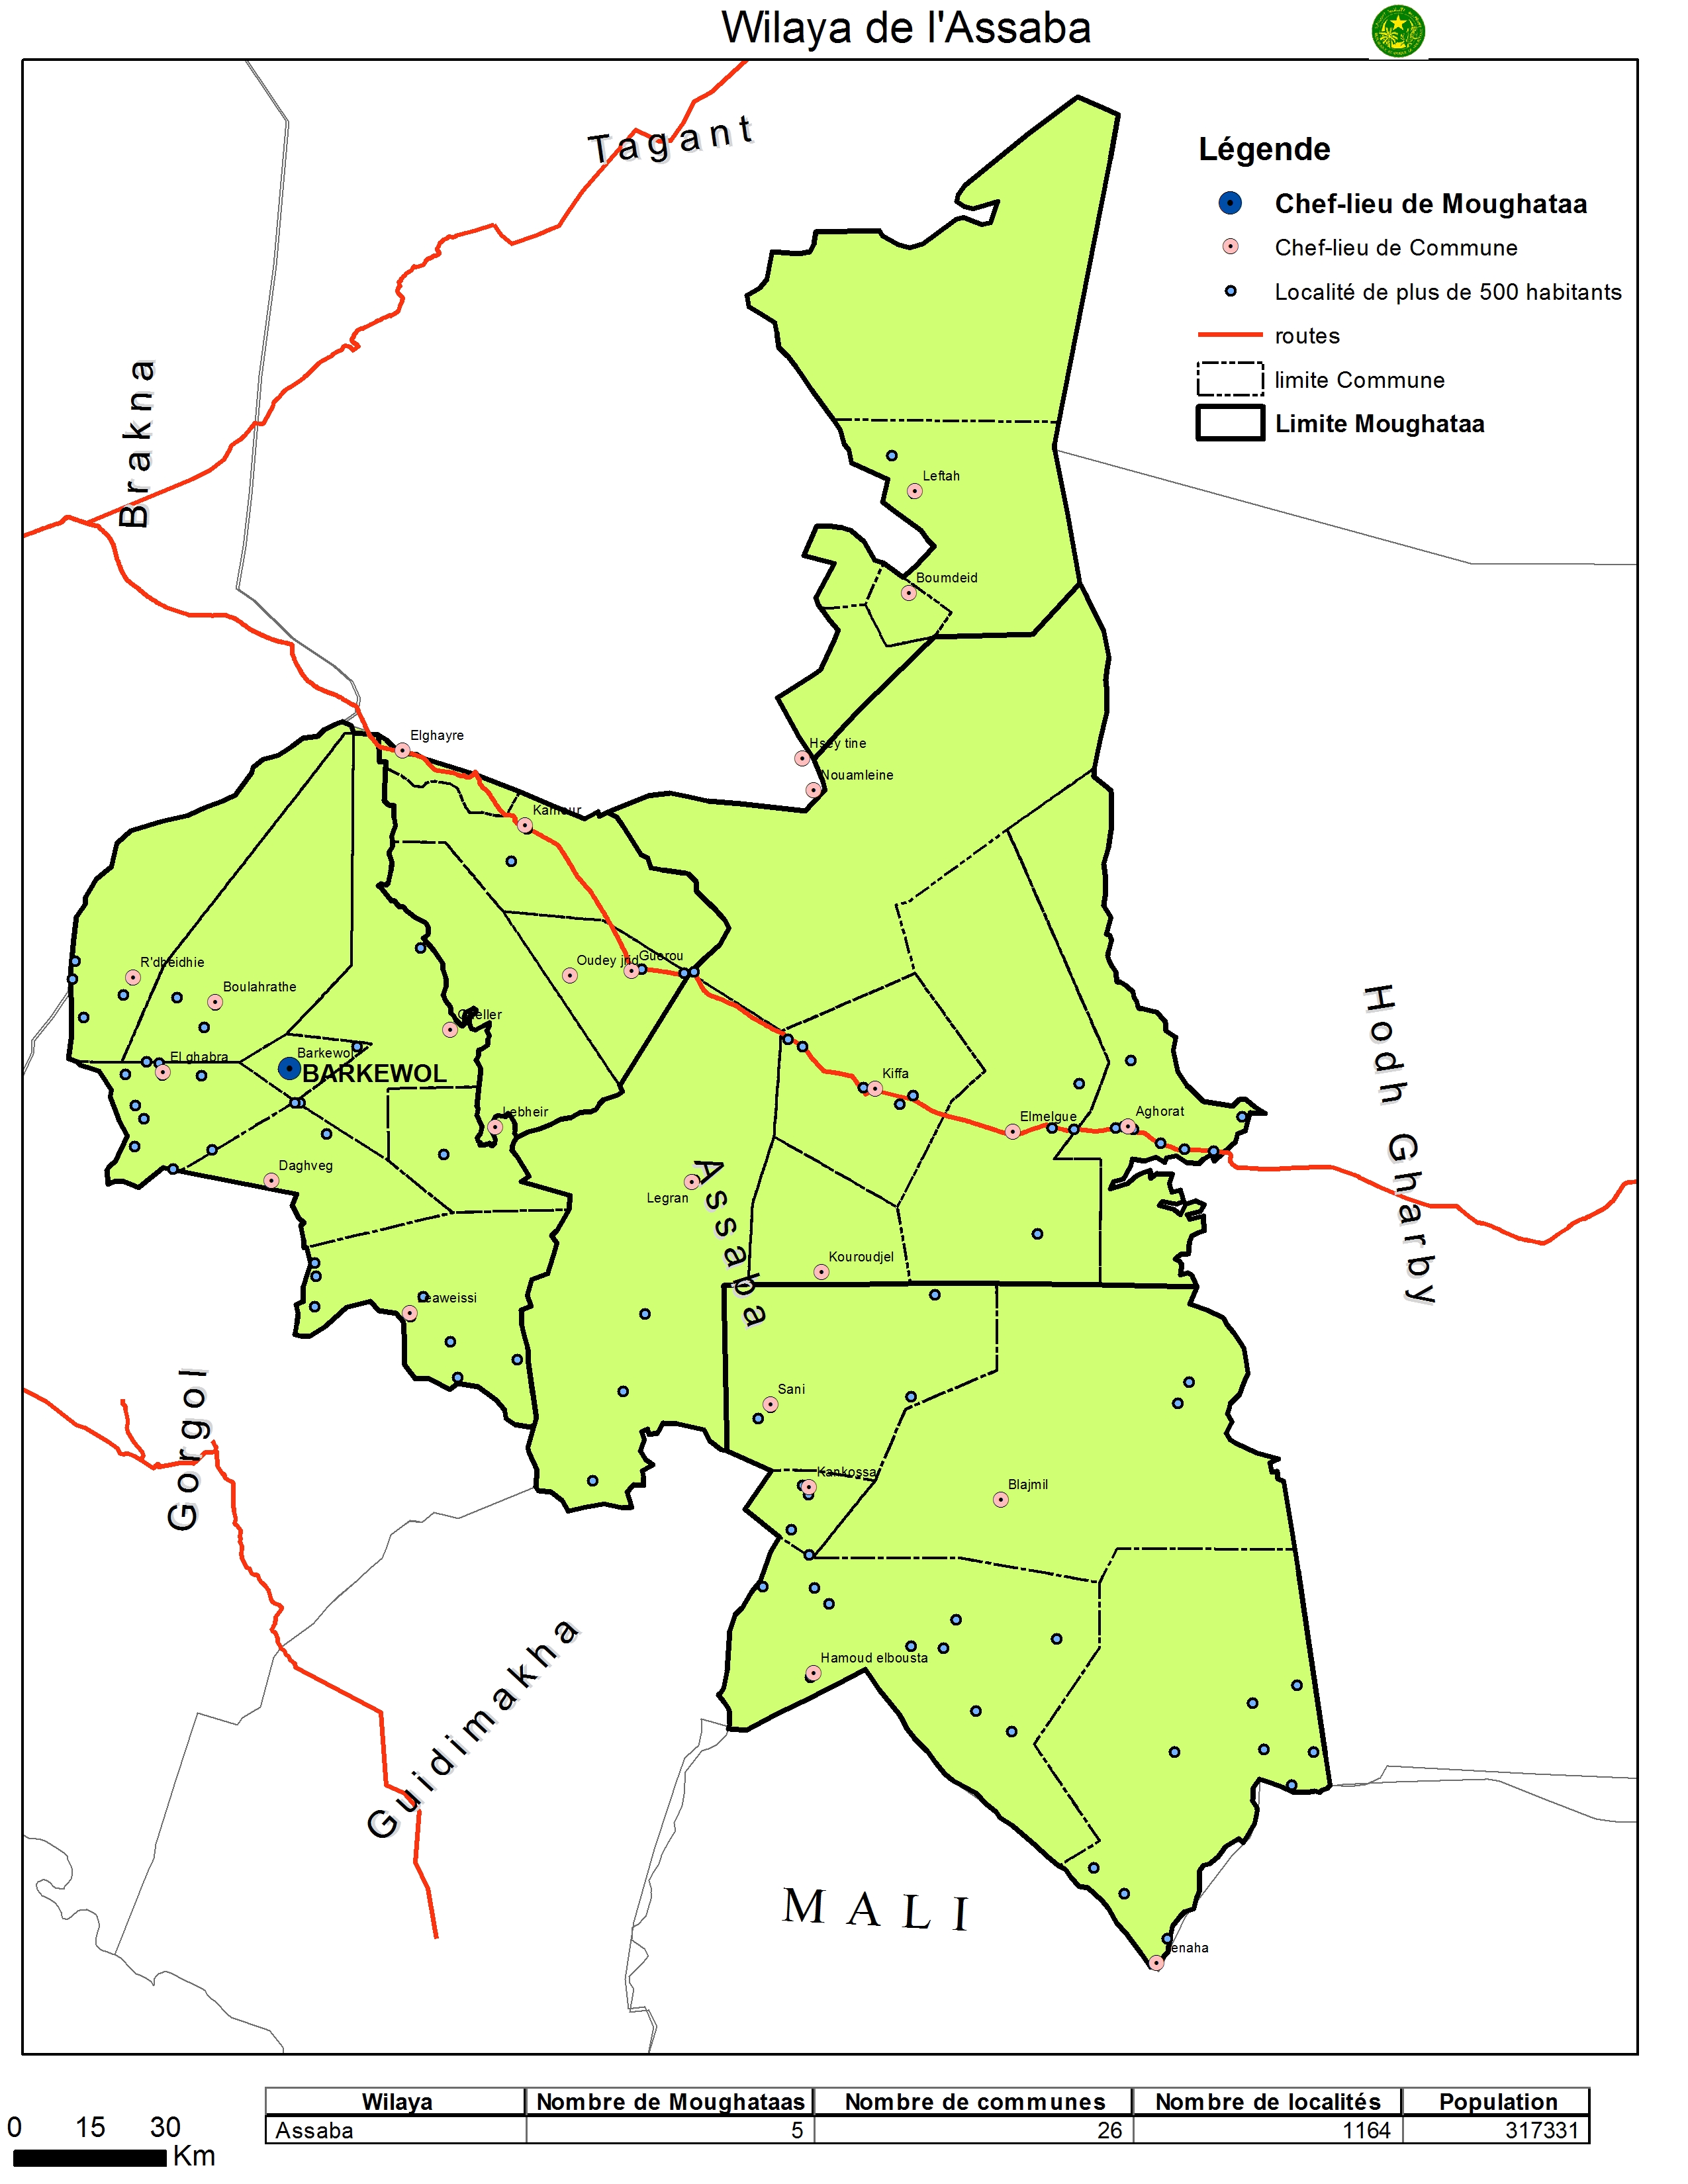 Wilaya de l'Assaba
Tagant
Légende
Chef-lieu de Moughataa
Chef-lieu de Commune
Localité de plus de 500 habitants
routes
limite Commune
Limite Moughataa
Brakna
Leftah
Boumdeid
Elghayre
Hsey tine
Nouamleine
Kamour
R'dheidhie
Oudey jrid
Guerou
Boulahrathe
Hodh Gharby
El ghabra
Barkewol
BARKEWOL
Kiffa
Lebheir
Elmelgue
Aghorat
Daghveg
Assaba
Legran
Kouroudjel
Gorgol
Sani
Kankossa
Blajmil
Guidimakha
Hamoud elbousta
MALI
Wilaya Nombre de Moughataas Nombre de communes Nombre de localités Population
Assaba 5 26 1164 317331
0 15 30
Km